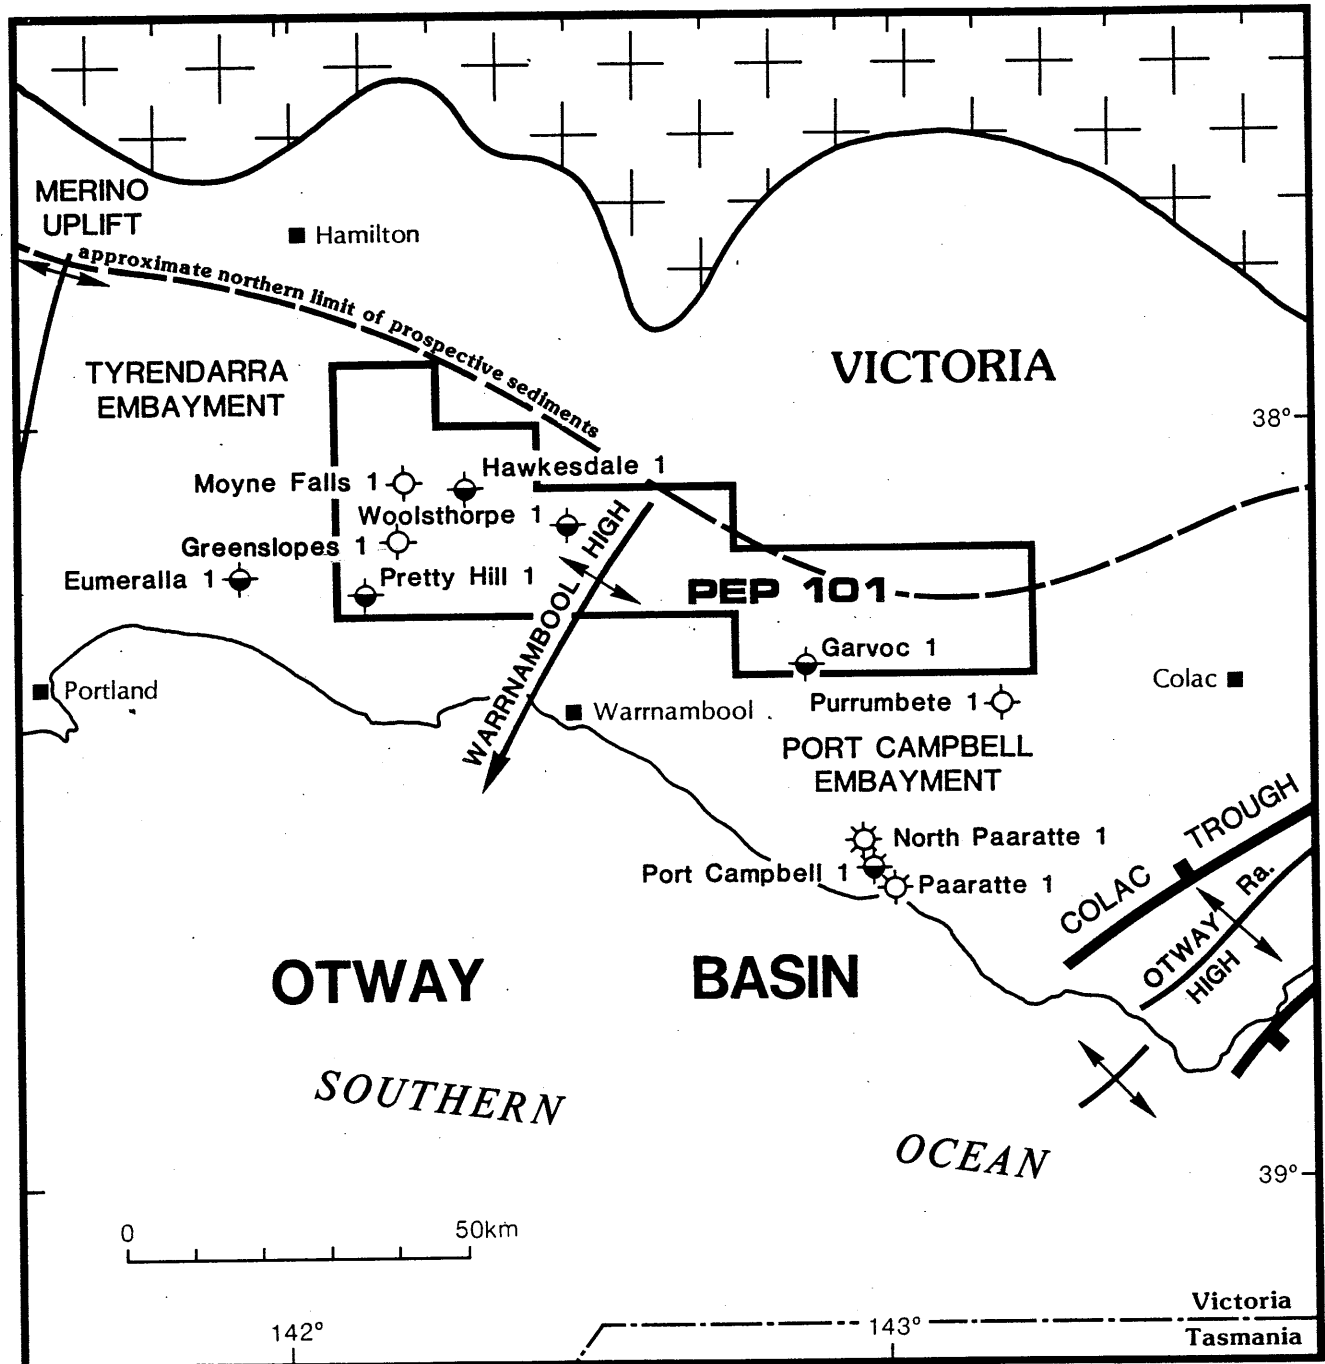 MERINO
UPLIFT
Hamilton
approximate northern limit of prospective sediments
TYRENDARRA
EMBAYMENT
VICTORIA
38°
Hawkesdale 1
Moyne Falls 1
Woolsthorpe 1
Greenslopes 1
Eumeralla 1
Pretty Hill 1
WARRNAMBOOL HIGH
PEP 101
Garvoc 1
Portland
Colac
Purrumbete 1
Warrnambool
PORT CAMPBELL
EMBAYMENT
North Paaratte 1
Port Campbell 1
Paaratte 1
COLAC TROUGH
OTWAY Ra.
HIGH
OTWAY BASIN
SOUTHERN
OCEAN
39°
0 50km
142°
143°
Victoria
Tasmania